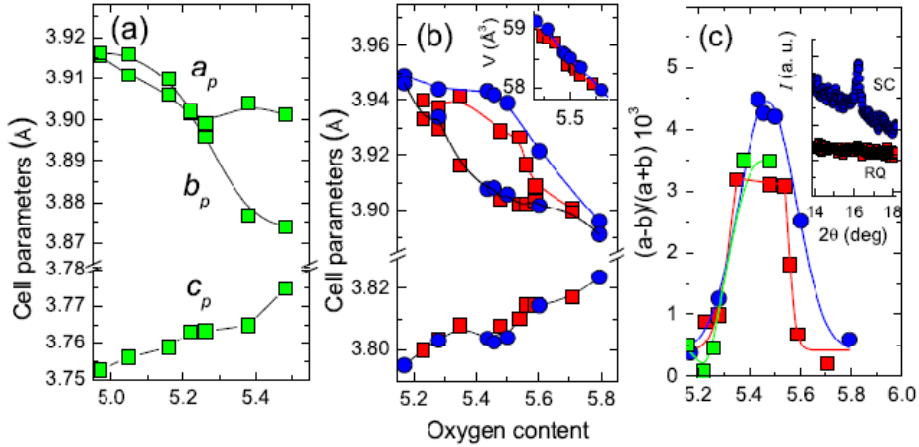 (a)
3.92
3.91
3.90
3.89
3.88
3.87
3.78
3.77
3.76
3.75
Cell parameters (Å)
Cell parameters (Å)
a_p
b_p
c_p
5.0 5.2 5.4
(b)
3.96
3.94
3.92
3.90
3.82
3.80
Cell parameters (Å)
Cell parameters (Å)
V (Å³)
59
58
5.5
5.2 5.4 5.6 5.8
Oxygen content
(c)
5
4
3
2
1
0
(a-b)/(a+b) 10³
I (a. u.)
SC
RQ
14 16 18
2θ (deg)
5.2 5.6 6.0